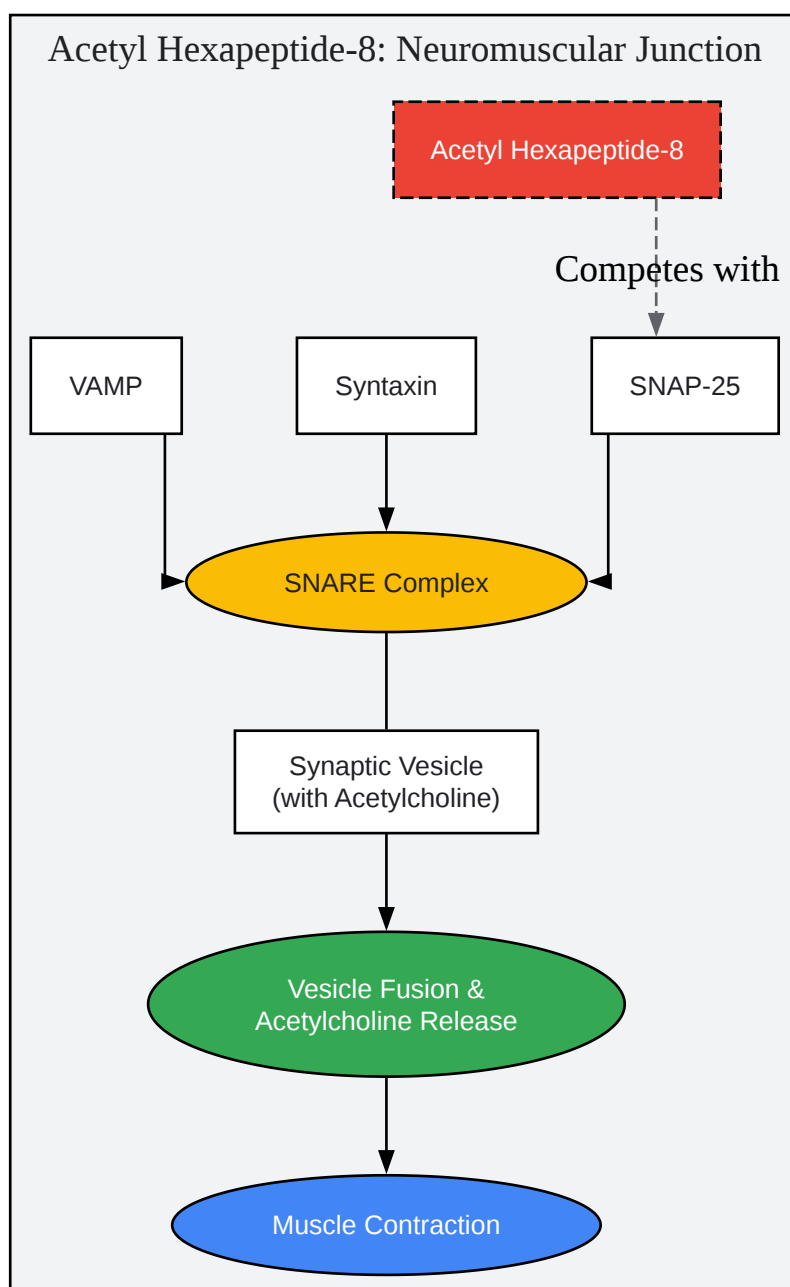 Acetyl Hexapeptide-8: Neuromuscular Junction
Acetyl Hexapeptide-8
Competes with
VAMP
Syntaxin
SNAP-25
SNARE Complex
Synaptic Vesicle
(with Acetylcholine)
Vesicle Fusion &
Acetylcholine Release
Muscle Contraction